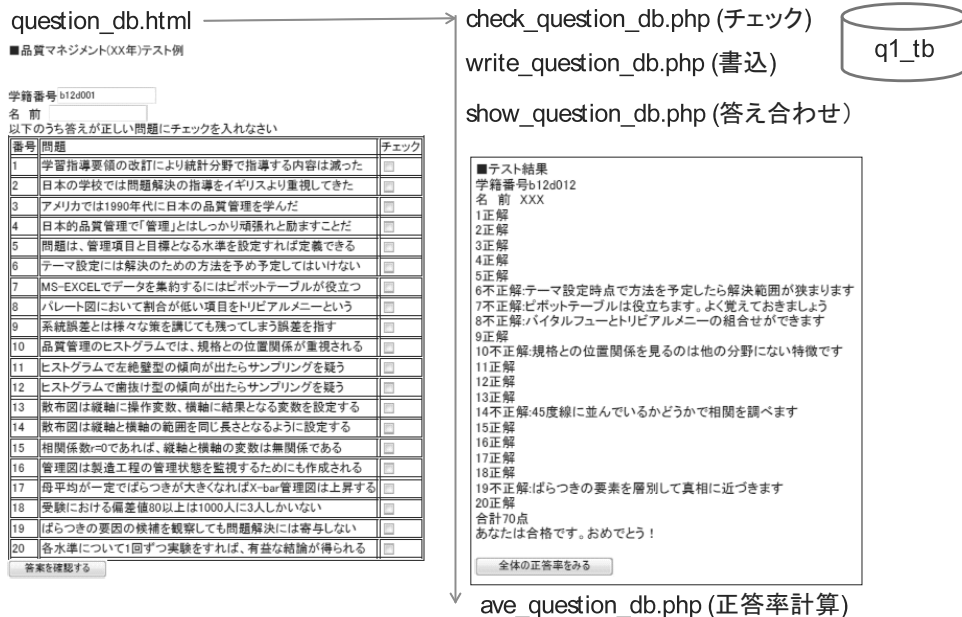 question_db.html
■品質マネジメント(XX年)テスト例
学籍番号 b12d001
名 前
以下のうち答えが正しい問題にチェックを入れなさい
番号 問題 チェック
1 学習指導要領の改訂により統計分野で指導する内容は減った
2 日本の学校では問題解決の指導をイギリスより重視してきた
3 アメリカでは1990年代に日本の品質管理を学んだ
4 日本的品質管理で「管理」とはしっかり頑張れと励ますことだ
5 問題は、管理項目と目標となる水準を設定すれば定義できる
6 テーマ設定には解決のための方法を予め予定してはいけない
7 MS-EXCELでデータを集約するにはピボットテーブルが役立つ
8 パレート図において割合が低い項目をトリビアルメニーという
9 系統誤差とは様々な策を講じても残ってしまう誤差を指す
10 品質管理のヒストグラムでは、規格との位置関係が重視される
11 ヒストグラムで左絶壁型の傾向が出たらサンプリングを疑う
12 ヒストグラムで歯抜け型の傾向が出たらサンプリングを疑う
13 散布図は縦軸に操作変数、横軸に結果となる変数を設定する
14 散布図は縦軸と横軸の範囲を同じ長さとなるように設定する
15 相関係数r=0であれば、縦軸と横軸の変数は無関係である
16 管理図は製造工程の管理状態を監視するためにも作成される
17 母平均が一定でばらつきが大きくなればX-bar管理図は上昇する
18 受験における偏差値80以上は1000人に3人しかいない
19 ばらつきの要因の候補を観察しても問題解決には寄与しない
20 各水準について1回ずつ実験をすれば、有益な結論が得られる
答案を確認する
check_question_db.php (チェック)
write_question_db.php (書込)
q1_tb
show_question_db.php (答え合わせ）
■テスト結果
学籍番号b12d012
名 前 XXX
1正解
2正解
3正解
4正解
5正解
6不正解:テーマ設定時点で方法を予定したら解決範囲が狭まります
7不正解:ピボットテーブルは役立ちます。よく覚えておきましょう
8不正解:バイタルフューとトリビアルメニーの組合せができます
9正解
10不正解:規格との位置関係を見るのは他の分野にない特徴です
11正解
12正解
13正解
14不正解:45度線に並んでいるかどうかで相関を調べます
15正解
16正解
17正解
18正解
19不正解:ばらつきの要素を層別して真相に近づきます
20正解
合計70点
あなたは合格です。おめでとう！
全体の正答率をみる
ave_question_db.php (正答率計算)